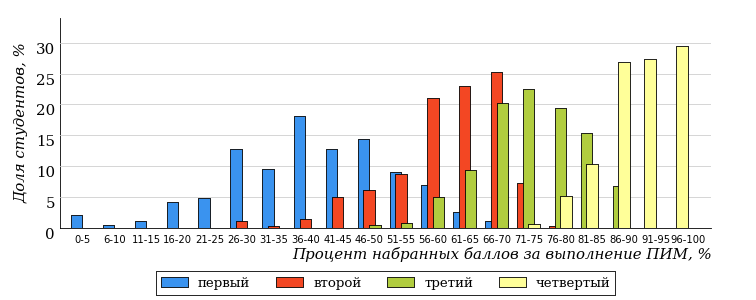 Доля студентов, %
30
25
20
15
10
5
0
0-5 6-10 11-15 16-20 21-25 26-30 31-35 36-40 41-45 46-50 51-55 56-60 61-65 66-70 71-75 76-80 81-85 86-90 91-95 96-100
Процент набранных баллов за выполнение ПИМ, %
первый второй третий четвертый